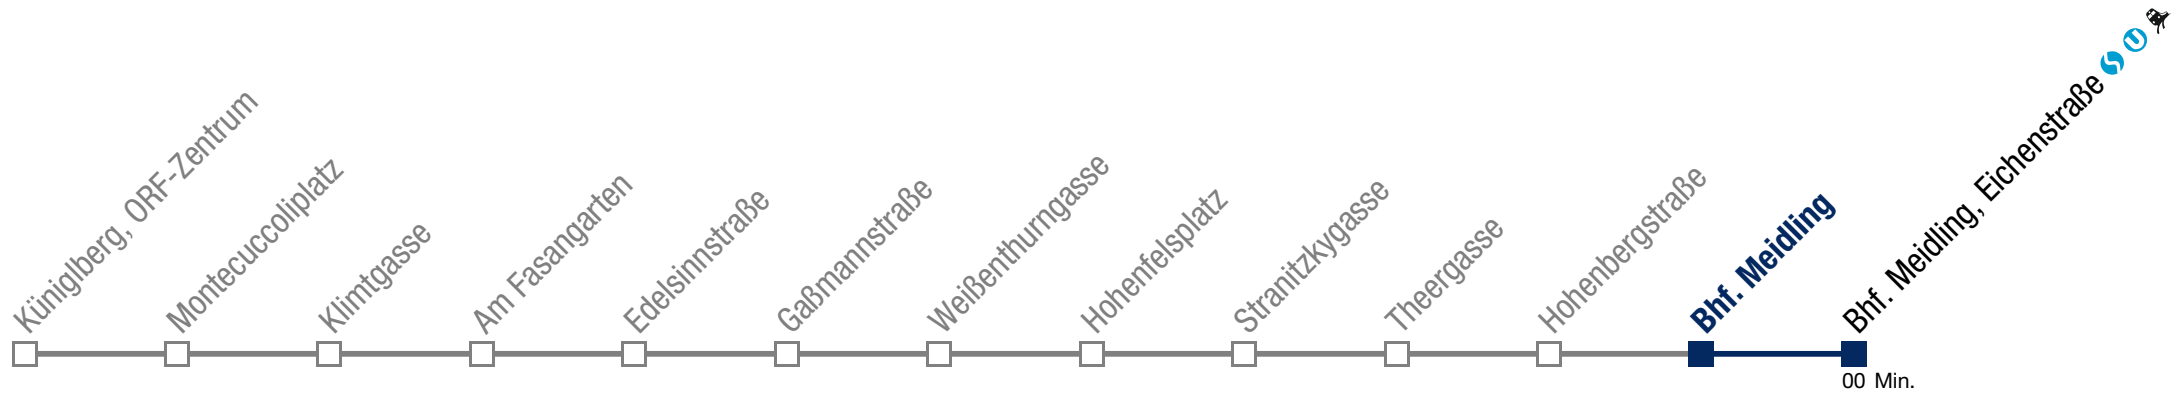 Küniglberg, ORF-Zentrum
Montecuccoliplatz
Klimtgasse
Am Fasangarten
Edelsinnstraße
Gaßmannstraße
Weißenthurngasse
Hohenfelsplatz
Stranitzkygasse
Theergasse
Hohenbergstraße
Bhf. Meidling
Bhf. Meidling, Eichenstraße S U
00 Min.